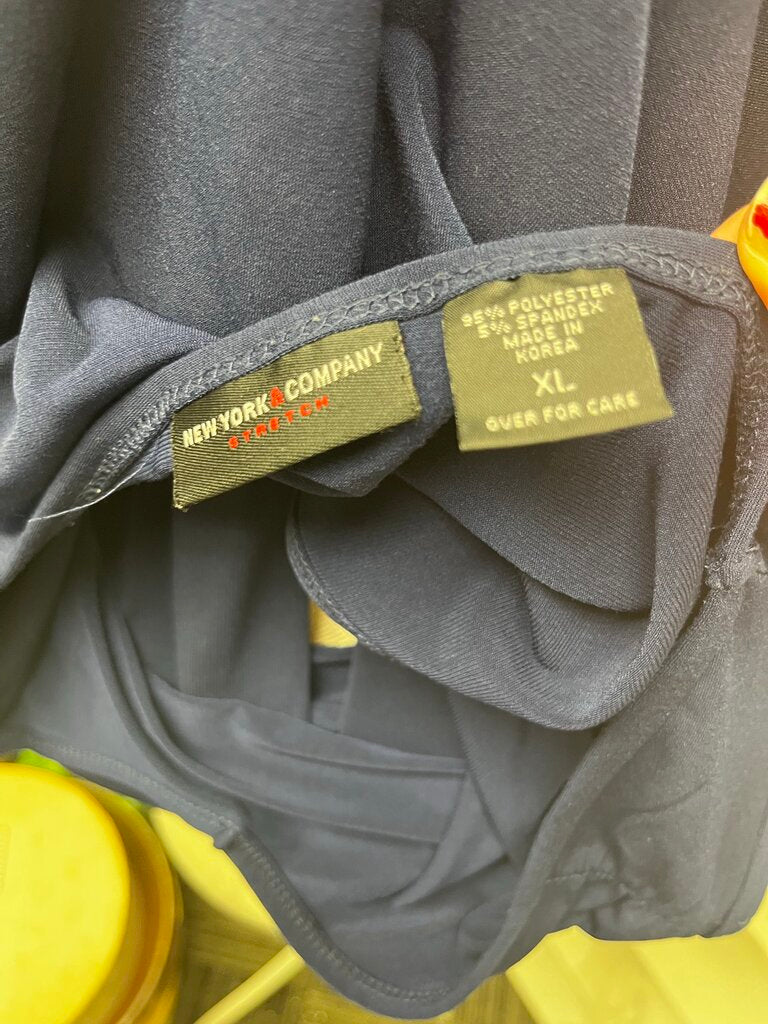 NEW YORK & COMPANY
STRETCH
95% POLYESTER
5% SPANDEX
MADE IN
KOREA
XL
OVER FOR CARE